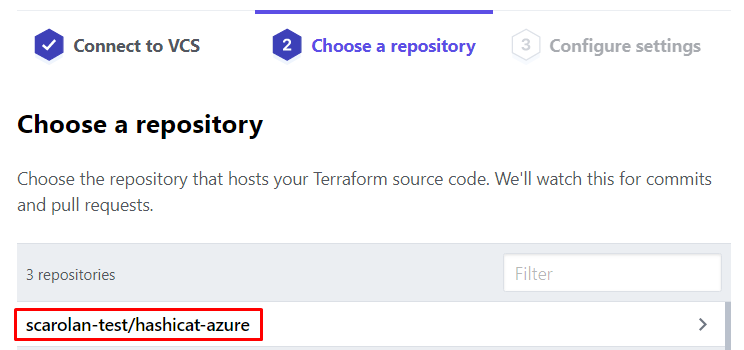 Connect to VCS
2 Choose a repository
3 Configure settings
Choose a repository
Choose the repository that hosts your Terraform source code. We'll watch this for commits
and pull requests.
3 repositories
Filter
scarolan-test/hashicat-azure